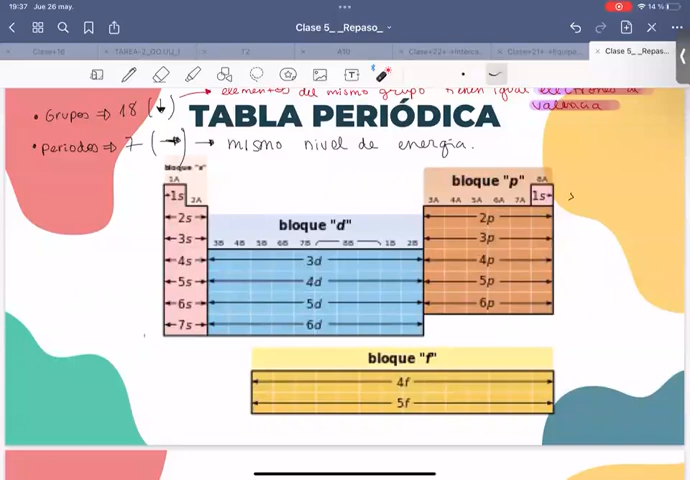 19:37 Jue 26 may.
14 %
Clase 5_ _Repaso_
Clase+16
TAREA-2_OO.UU_I
T2
A10
Clase+22+
Clase+21+
Clase 5_ _Repas...
→ elementos del mismo grupo tienen igual electrones de valencia
• Grupos ⇒ 18 (↓)
TABLA PERIÓDICA
• periodos ⇒ 7 (→) → mismo nivel de energía.
bloque "s"
1A
2A
1s
2s
3s
4s
5s
6s
7s
bloque "d"
3B 4B 5B 6B 7B 8B 1B 2B
3d
4d
5d
6d
bloque "p"
8A
3A 4A 5A 6A 7A
1s
2p
3p
4p
5p
6p
bloque "f"
4f
5f